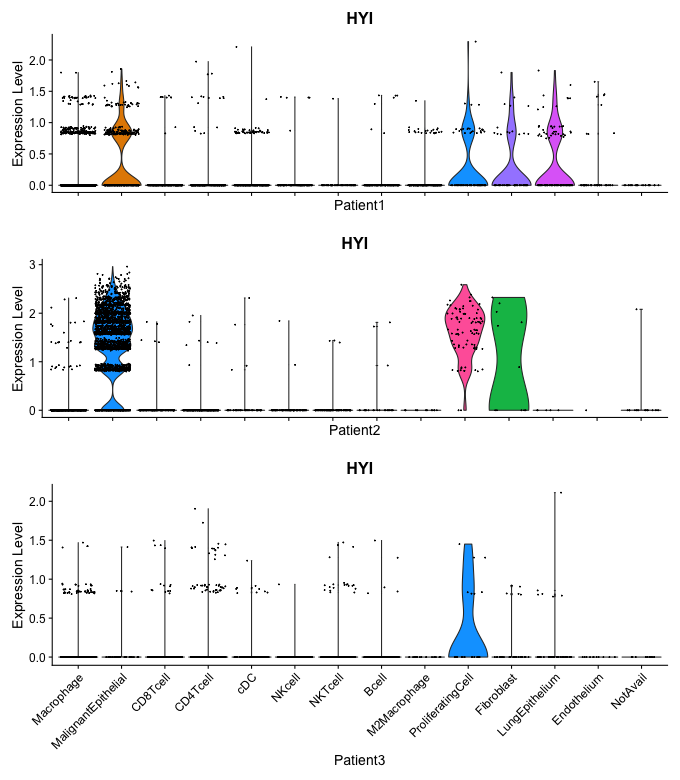 HYI
Expression Level
2.0
1.5
1.0
0.5
0.0
Patient1
HYI
Expression Level
3
2
1
0
Patient2
HYI
Expression Level
2.0
1.5
1.0
0.5
0.0
Macrophage
MalignantEpithelial
CD8Tcell
CD4Tcell
cDC
NKcell
NKTcell
Bcell
M2Macrophage
ProliferatingCell
Fibroblast
LungEpithelium
Endothelium
NotAvail
Patient3